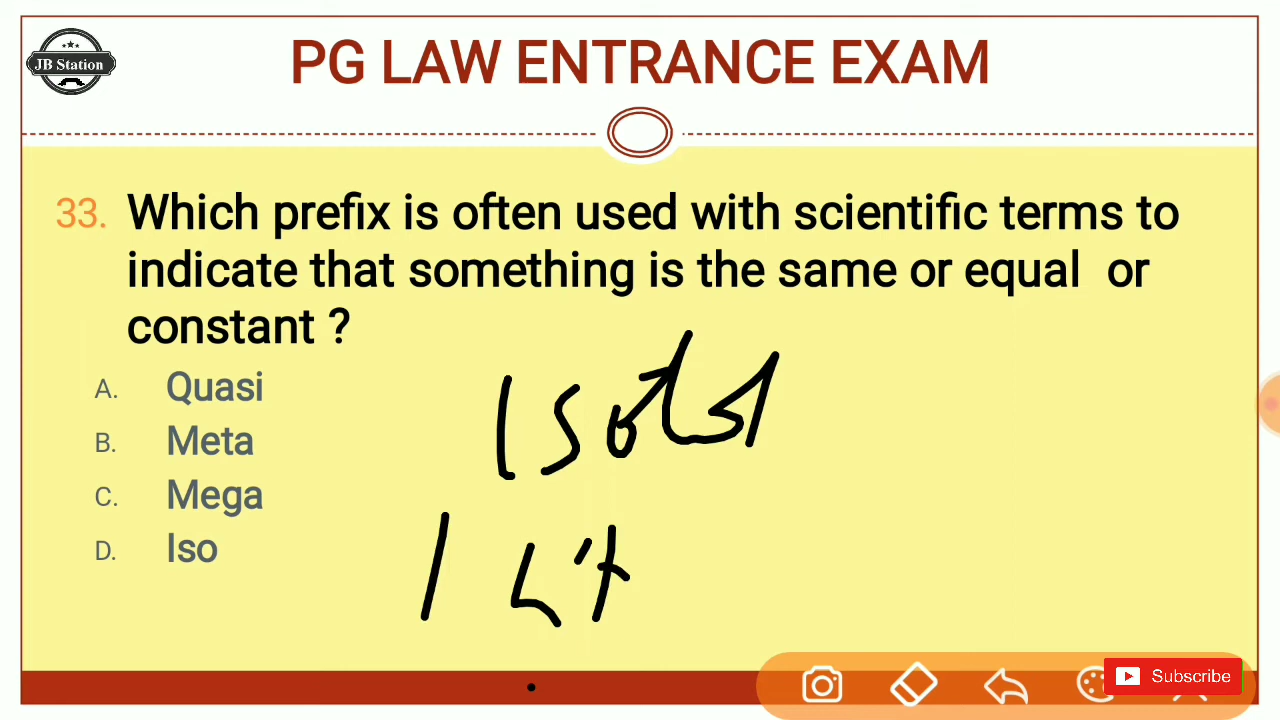 JB Station
PG LAW ENTRANCE EXAM
33. Which prefix is often used with scientific terms to
indicate that something is the same or equal or
constant ?
A. Quasi
B. Meta
C. Mega
D. Iso
Subscribe